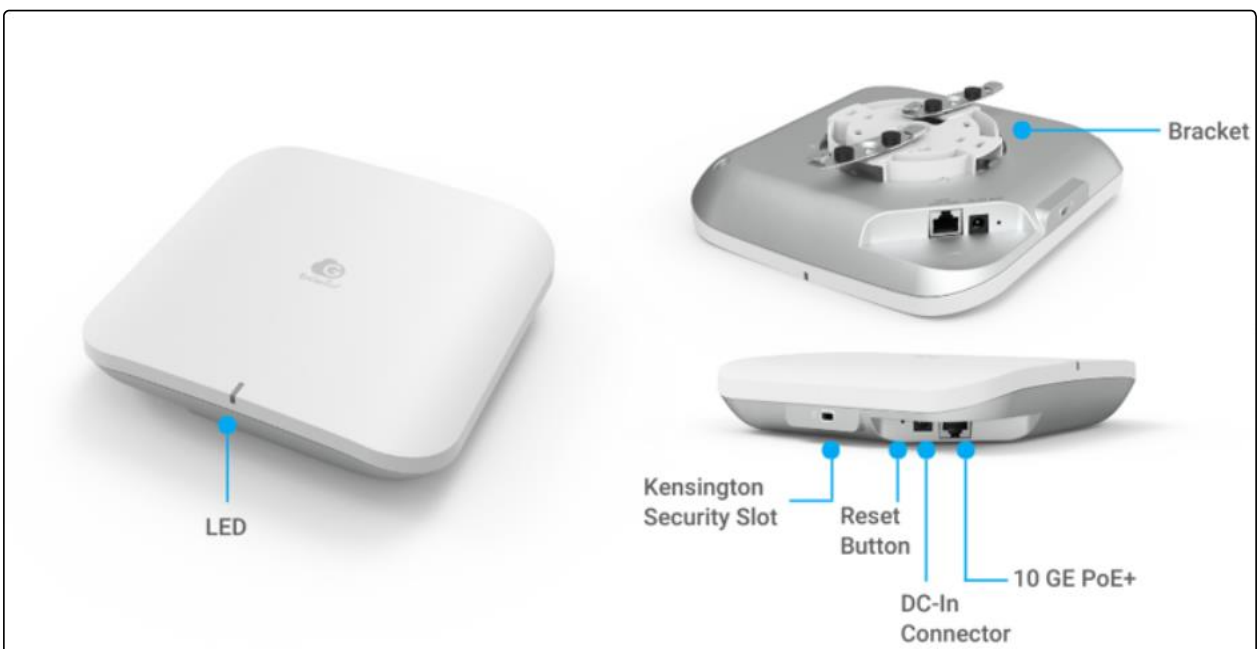 Bracket
LED
Kensington
Security Slot
Reset
Button
DC-In
Connector
10 GE PoE+